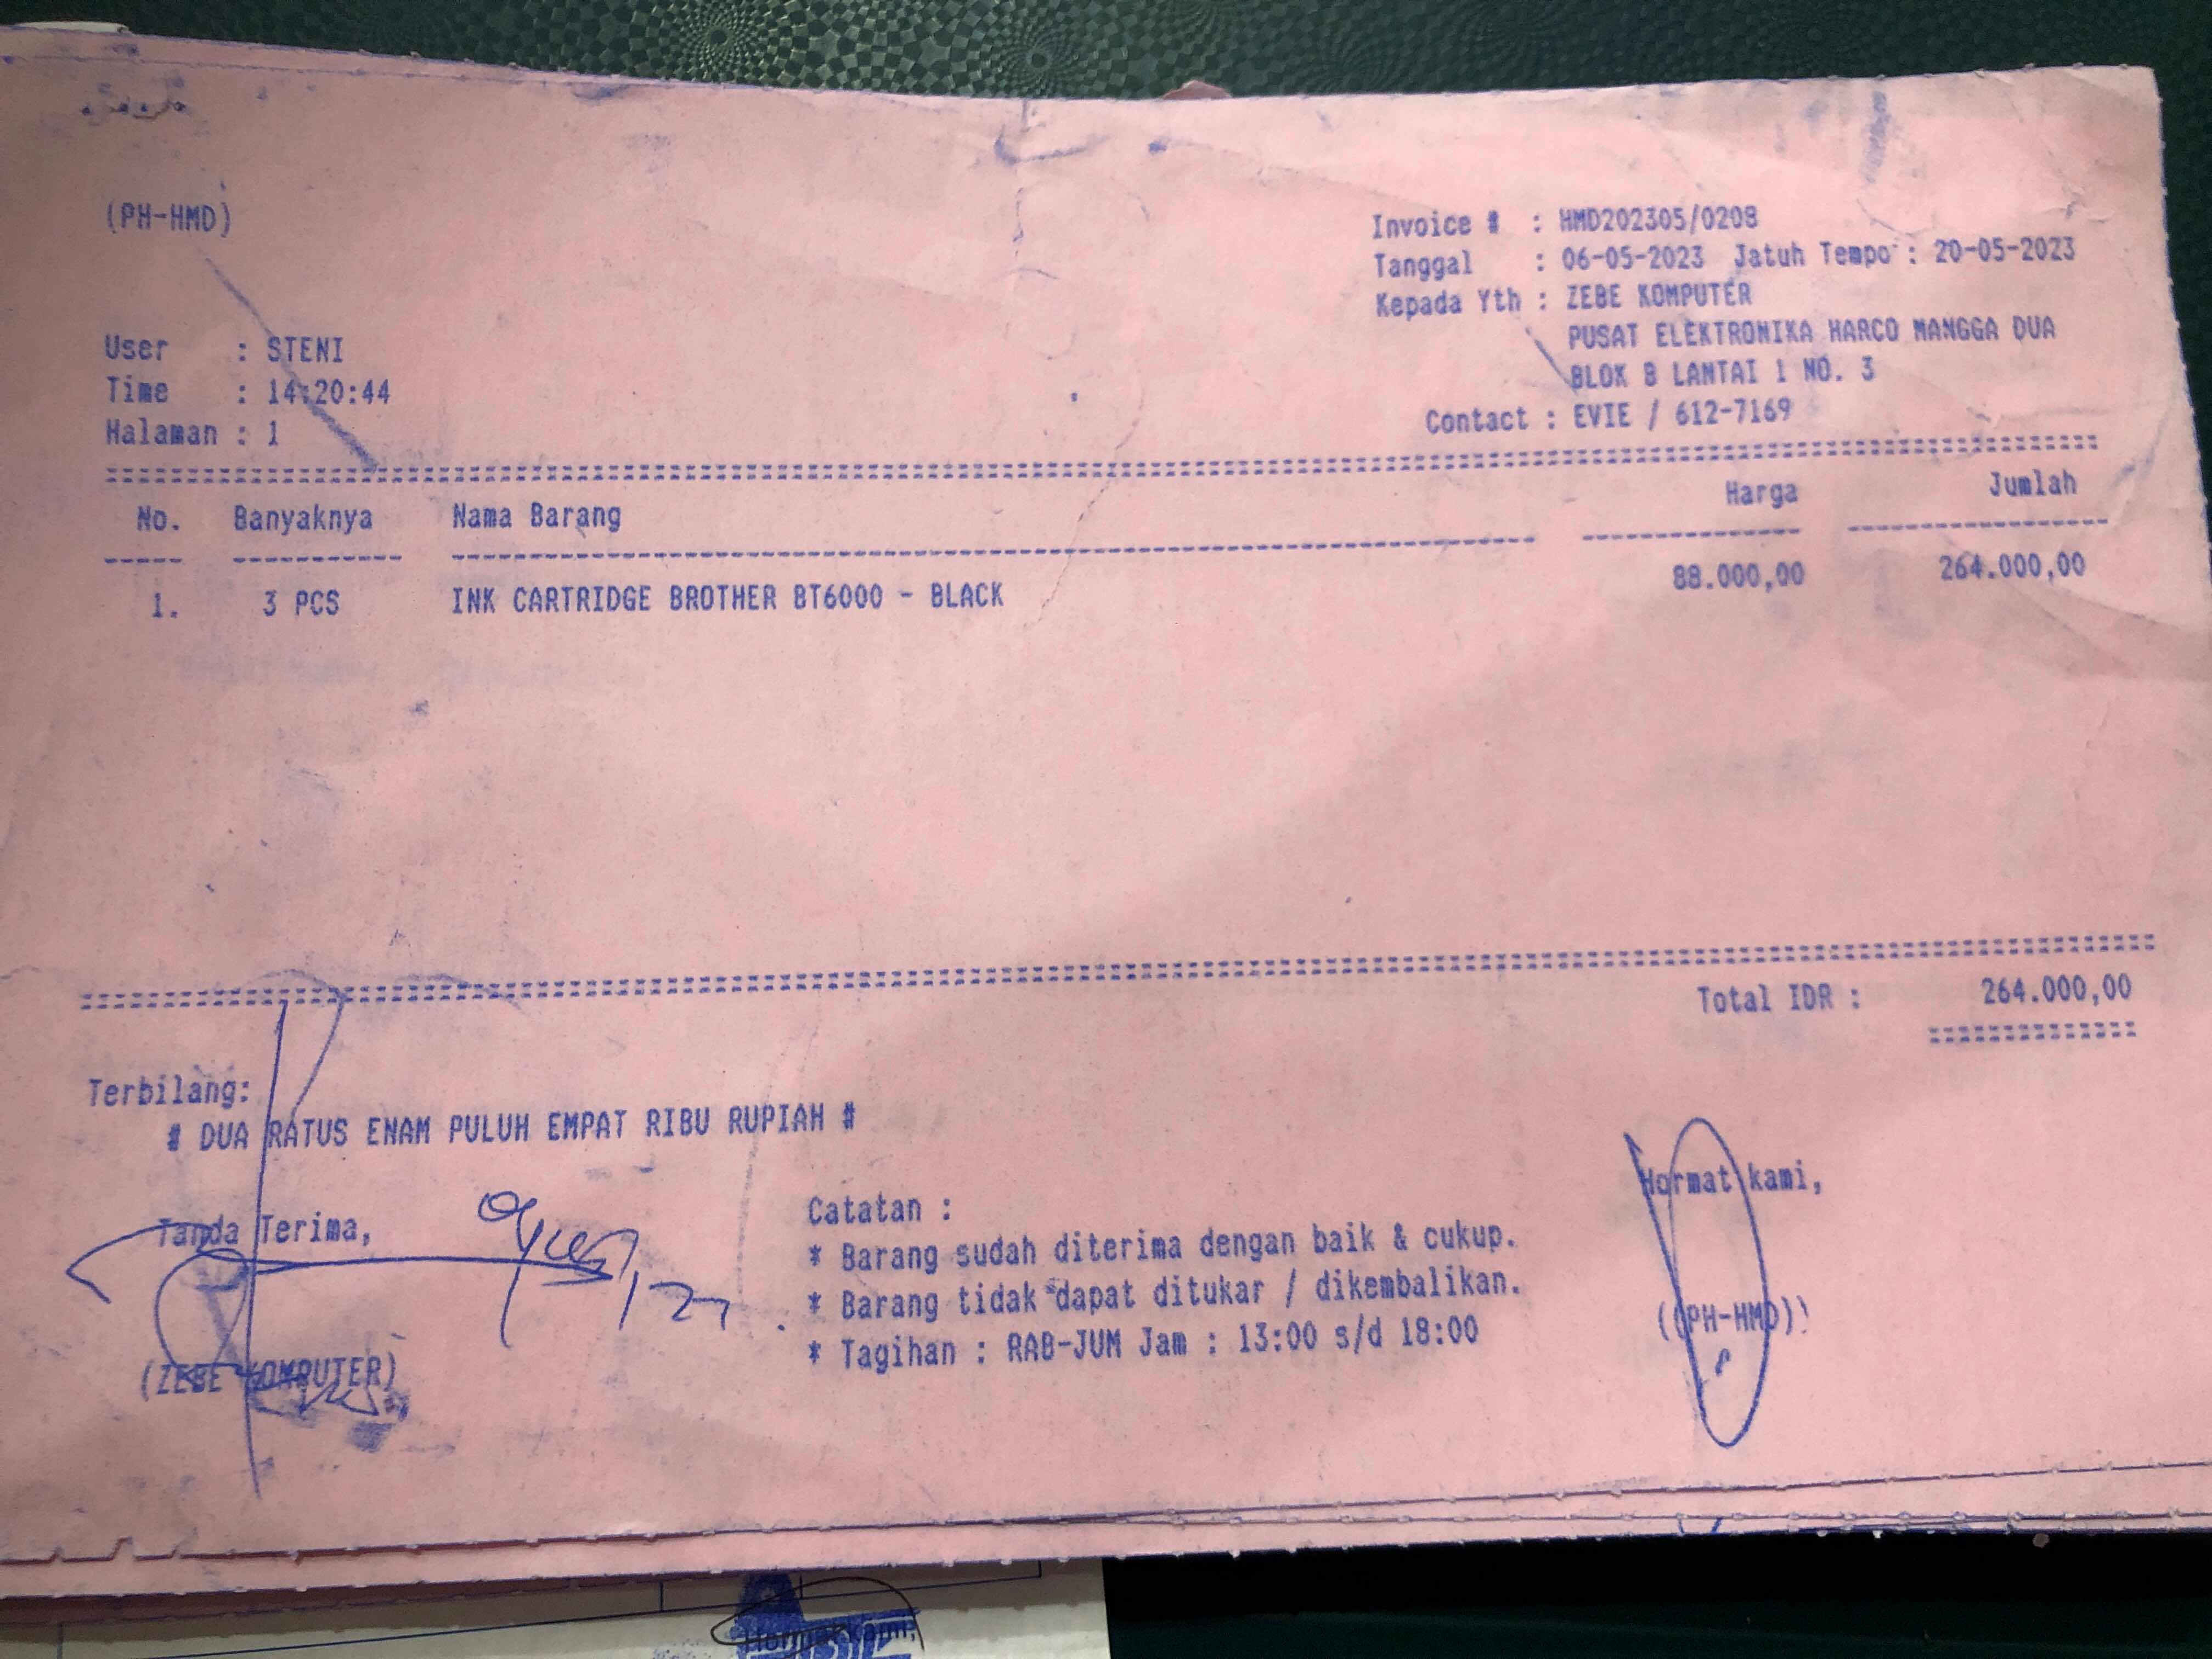 (PH-HMD)
Invoice # : HMD202305/0208
Tanggal : 06-05-2023 Jatuh Tempo : 20-05-2023
Kepada Yth : ZEBE KOMPUTER
PUSAT ELEKTRONIKA HARCO MANGGA DUA
BLOK B LANTAI 1 NO. 3
Contact : EVIE / 612-7169
User : STENI
Time : 14:20:44
Halaman : 1
No. Banyaknya Nama Barang Harga Jumlah
1. 3 PCS INK CARTRIDGE BROTHER BT6000 - BLACK 88.000,00 264.000,00
Total IDR : 264.000,00
Terbilang:
# DUA RATUS ENAM PULUH EMPAT RIBU RUPIAH #
Tanda Terima,
(ZEBE KOMPUTER)
Catatan :
* Barang sudah diterima dengan baik & cukup.
* Barang tidak dapat ditukar / dikembalikan.
* Tagihan : RAB-JUM Jam : 13:00 s/d 18:00
Hormat kami,
((PH-HMD))
Hormat kami,